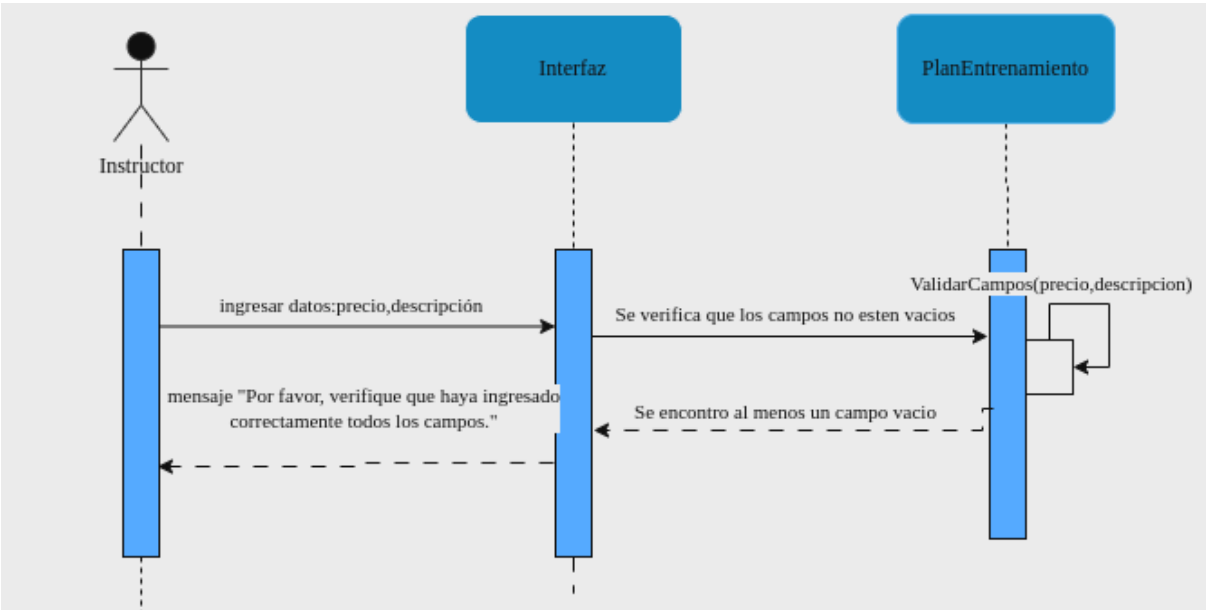 Interfaz
PlanEntrenamiento
Instructor
ValidarCampos(precio,descripcion)
ingresar datos:precio,descripción
Se verifica que los campos no esten vacios
mensaje "Por favor, verifique que haya ingresado
correctamente todos los campos."
Se encontro al menos un campo vacio